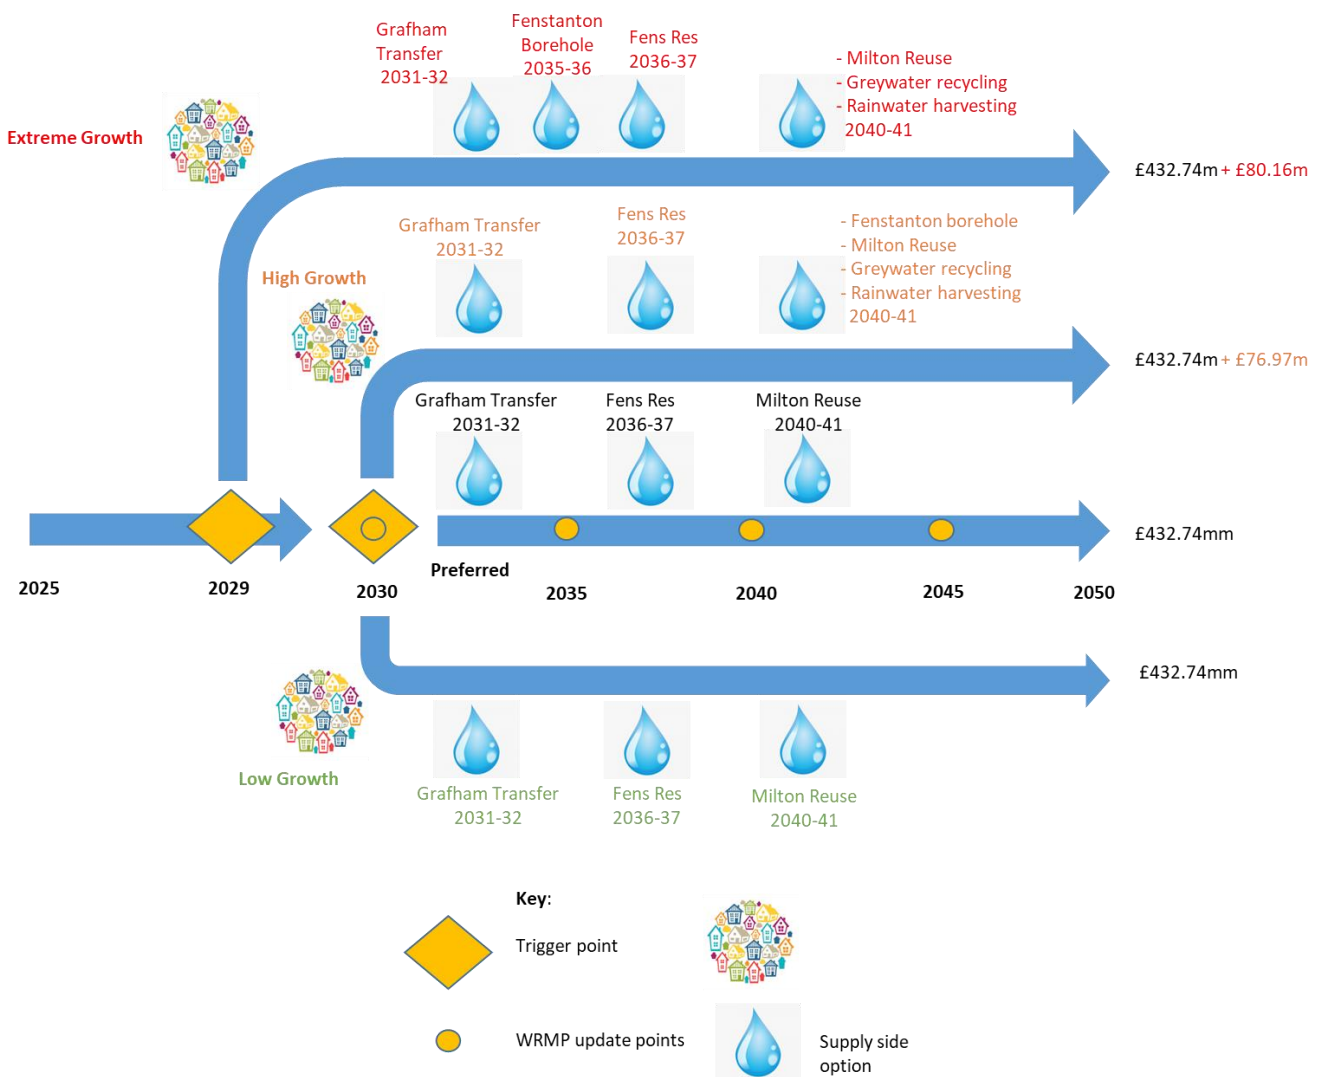 Grafham
Transfer
2031-32
Fenstanton
Borehole
2035-36
Fens Res
2036-37
- Milton Reuse
- Greywater recycling
- Rainwater harvesting
2040-41
Extreme Growth
£432.74m + £80.16m
Grafham Transfer
2031-32
Fens Res
2036-37
- Fenstanton borehole
- Milton Reuse
- Greywater recycling
- Rainwater harvesting
2040-41
High Growth
£432.74m + £76.97m
Grafham Transfer
2031-32
Fens Res
2036-37
Milton Reuse
2040-41
£432.74mm
Preferred
2025
2029
2030
2035
2040
2045
2050
£432.74mm
Low Growth
Grafham Transfer
2031-32
Fens Res
2036-37
Milton Reuse
2040-41
Key:
Trigger point
WRMP update points
Supply side
option